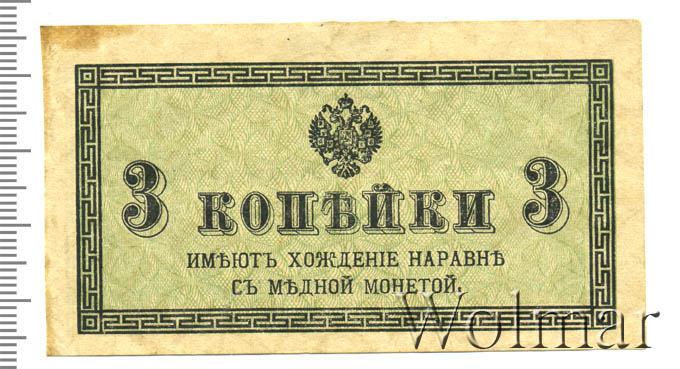 3 КОПѢЙКИ 3
ИМѢЮТЪ ХОЖДЕНІЕ НАРАВНѢ
СЪ МѢДНОЙ МОНЕТОЙ.
Wolmar